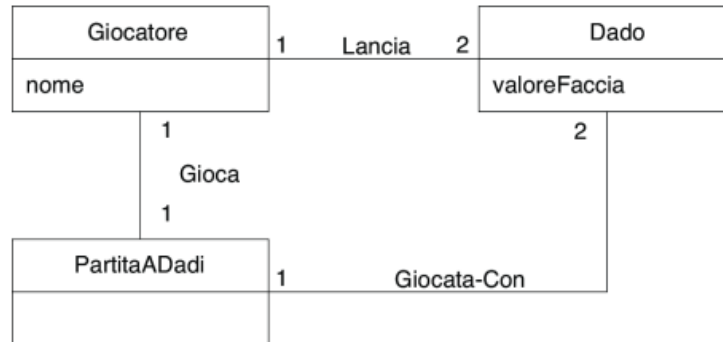 Giocatore
1 Lancia 2
Dado
nome
valoreFaccia
1
2
Gioca
1
PartitaADadi
1 Giocata-Con